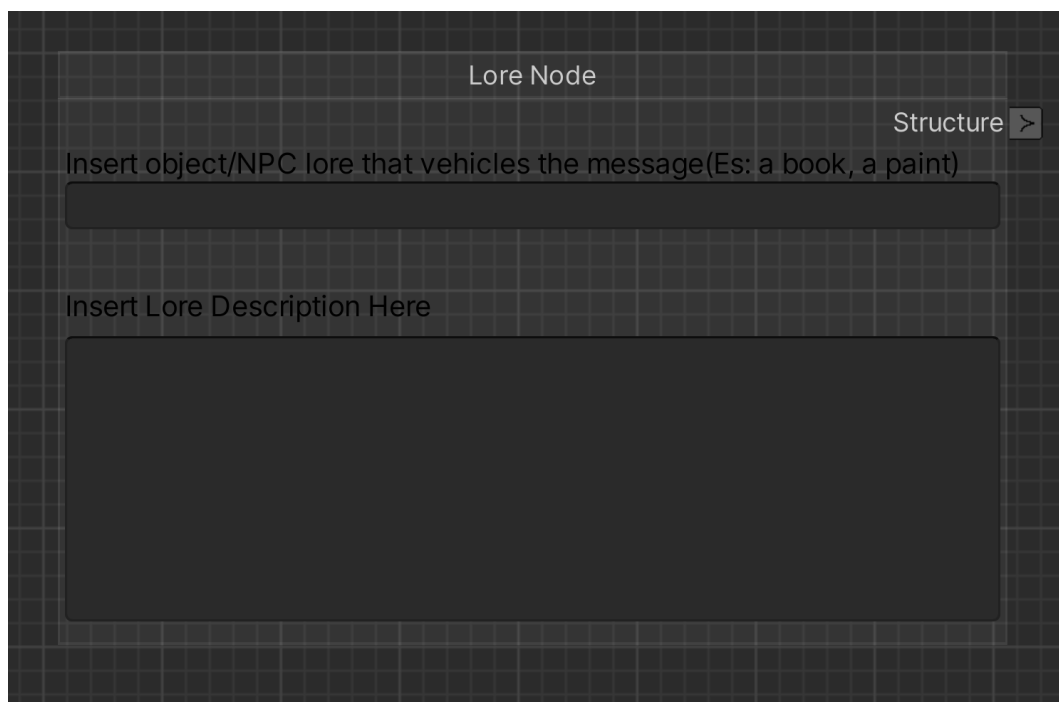 Lore Node
Structure
Insert object/NPC lore that vehicles the message(Es: a book, a paint)
Insert Lore Description Here